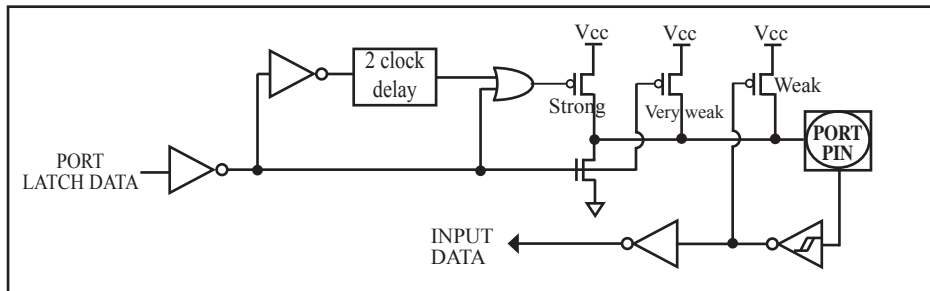 Vcc
Vcc
Vcc
2 clock
delay
Strong
Very weak
Weak
PORT
PIN
PORT
LATCH DATA
INPUT
DATA